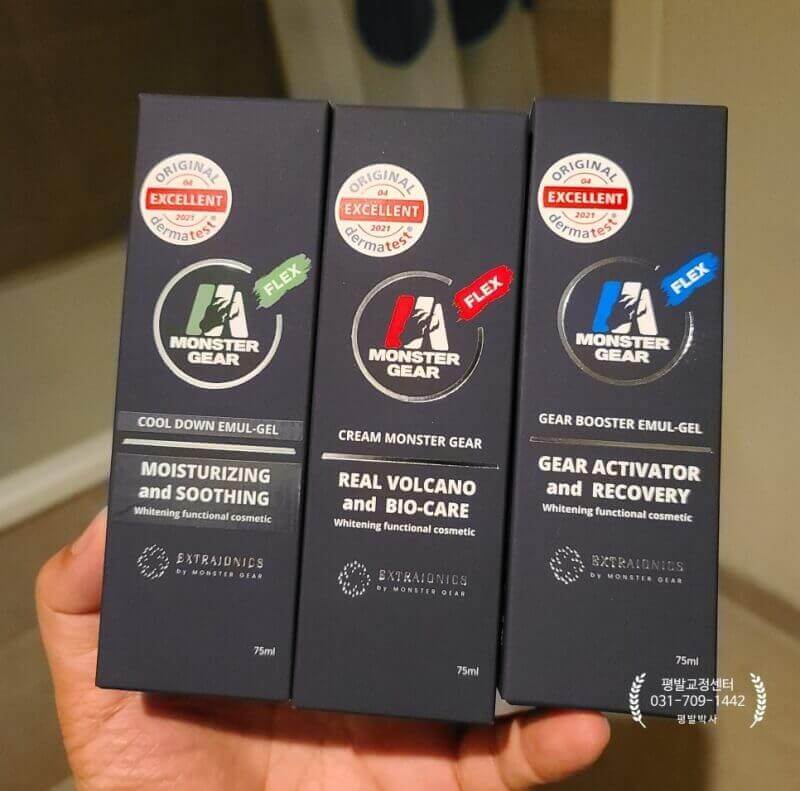 ORIGINAL
04
EXCELLENT
2021
dermatest®
FLEX
MONSTER
GEAR
COOL DOWN EMUL-GEL
MOISTURIZING
and SOOTHING
Whitening functional cosmetic
EXTRAIONICS
by MONSTER GEAR
75ml
ORIGINAL
04
EXCELLENT
2021
dermatest®
FLEX
MONSTER
GEAR
CREAM MONSTER GEAR
REAL VOLCANO
and BIO-CARE
Whitening functional cosmetic
EXTRAIONICS
by MONSTER GEAR
75ml
ORIGINAL
04
EXCELLENT
2021
dermatest®
FLEX
MONSTER
GEAR
GEAR BOOSTER EMUL-GEL
GEAR ACTIVATOR
and RECOVERY
Whitening functional cosmetic
EXTRAIONICS
by MONSTER GEAR
75ml
평발교정센터
031-709-1442
평발박사